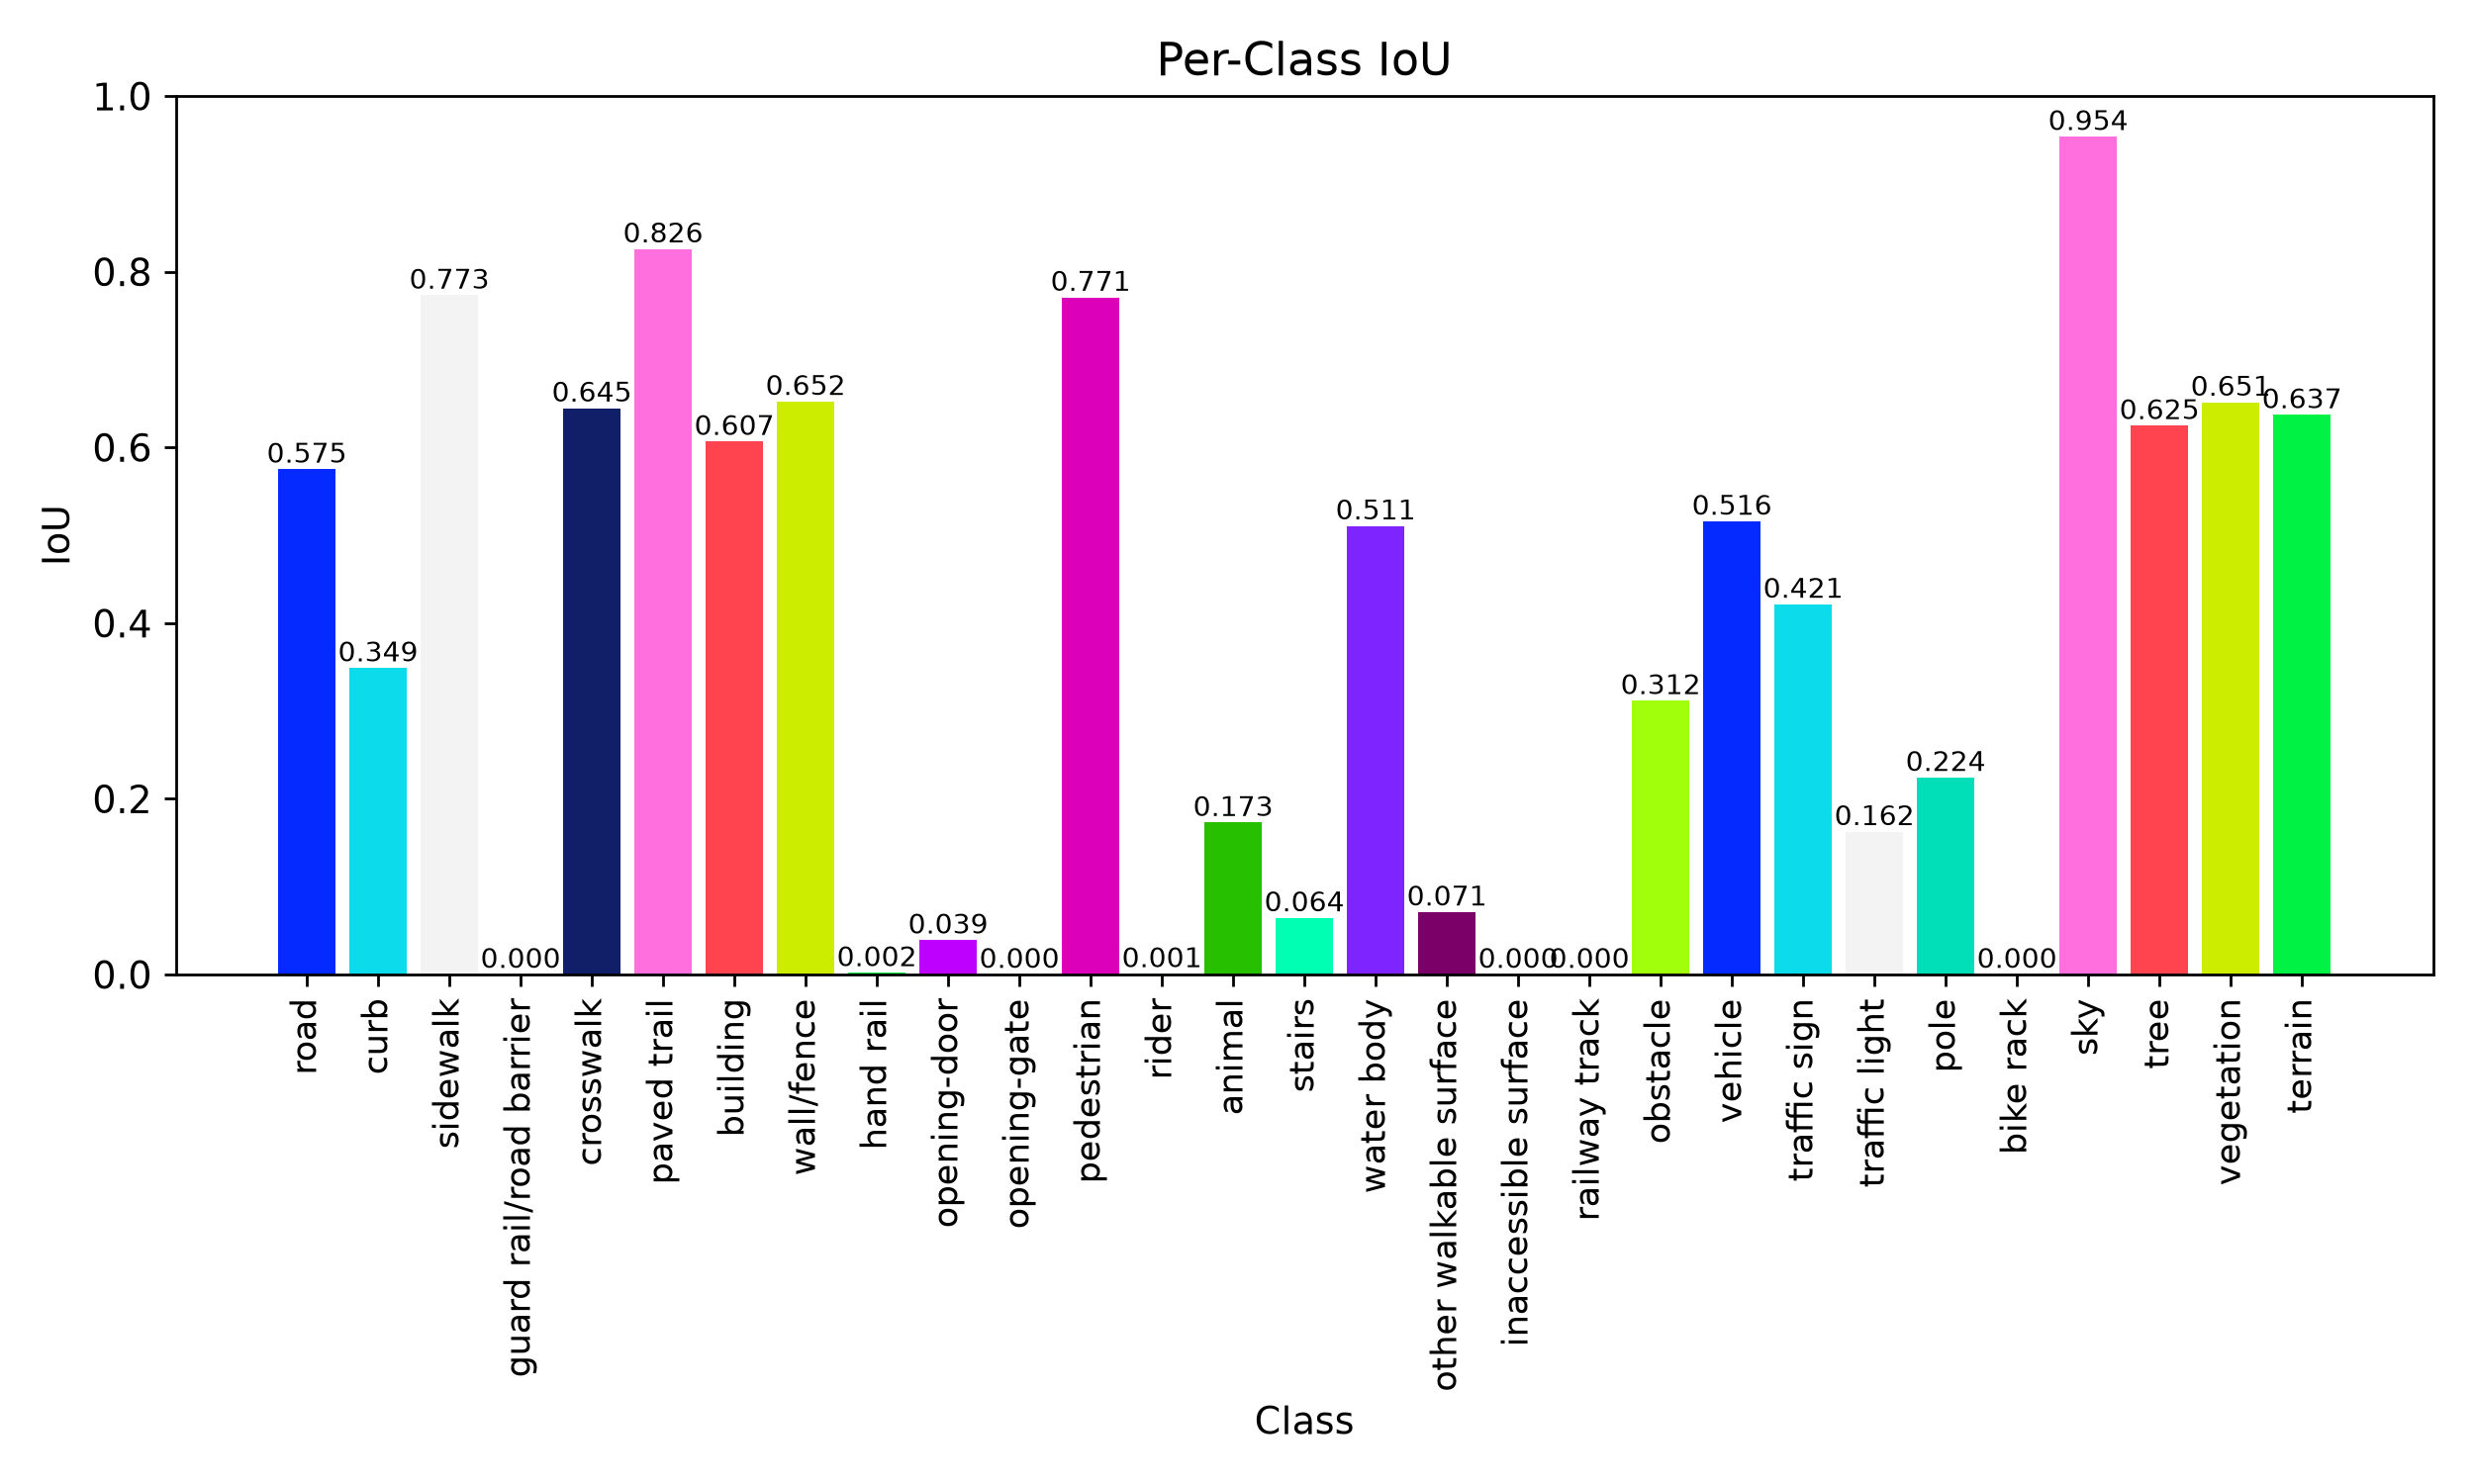 Per-Class IoU
1.0
0.8
0.6
0.4
0.2
0.0
IoU
0.575
0.349
0.773
0.000
0.645
0.826
0.607
0.652
0.002
0.039
0.000
0.771
0.001
0.173
0.064
0.511
0.071
0.000
0.000
0.312
0.516
0.421
0.162
0.224
0.000
0.954
0.625
0.651
0.637
road
curb
sidewalk
guard rail/road barrier
crosswalk
paved trail
building
wall/fence
hand rail
opening-door
opening-gate
pedestrian
rider
animal
stairs
water body
other walkable surface
inaccessible surface
railway track
obstacle
vehicle
traffic sign
traffic light
pole
bike rack
sky
tree
vegetation
terrain
Class